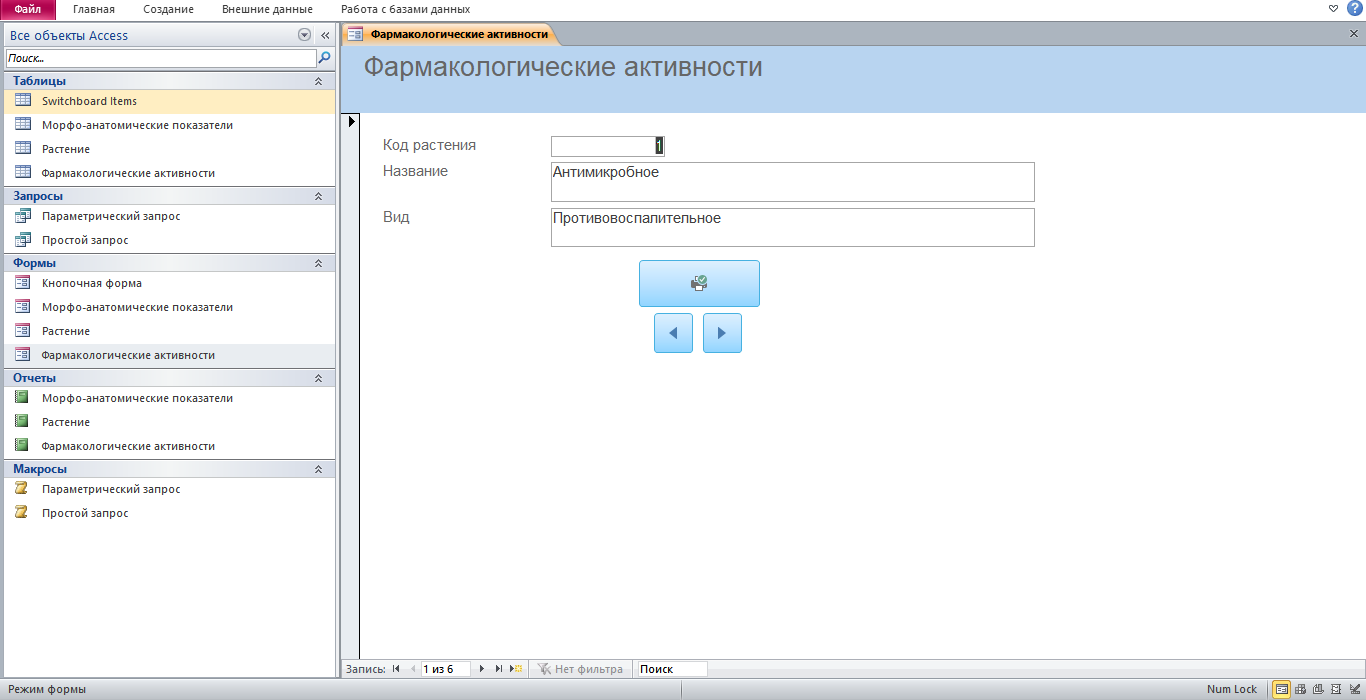 Файл Главная Создание Внешние данные Работа с базами данных
Все объекты Access
Поиск...
Таблицы
Switchboard Items
Морфо-анатомические показатели
Растение
Фармакологические активности
Запросы
Параметрический запрос
Простой запрос
Формы
Кнопочная форма
Морфо-анатомические показатели
Растение
Фармакологические активности
Отчеты
Морфо-анатомические показатели
Растение
Фармакологические активности
Макросы
Параметрический запрос
Простой запрос
Фармакологические активности
Фармакологические активности
Код растения 1
Название Антимикробное
Вид Противовоспалительное
Запись: 1 из 6 Нет фильтра Поиск
Режим формы Num Lock